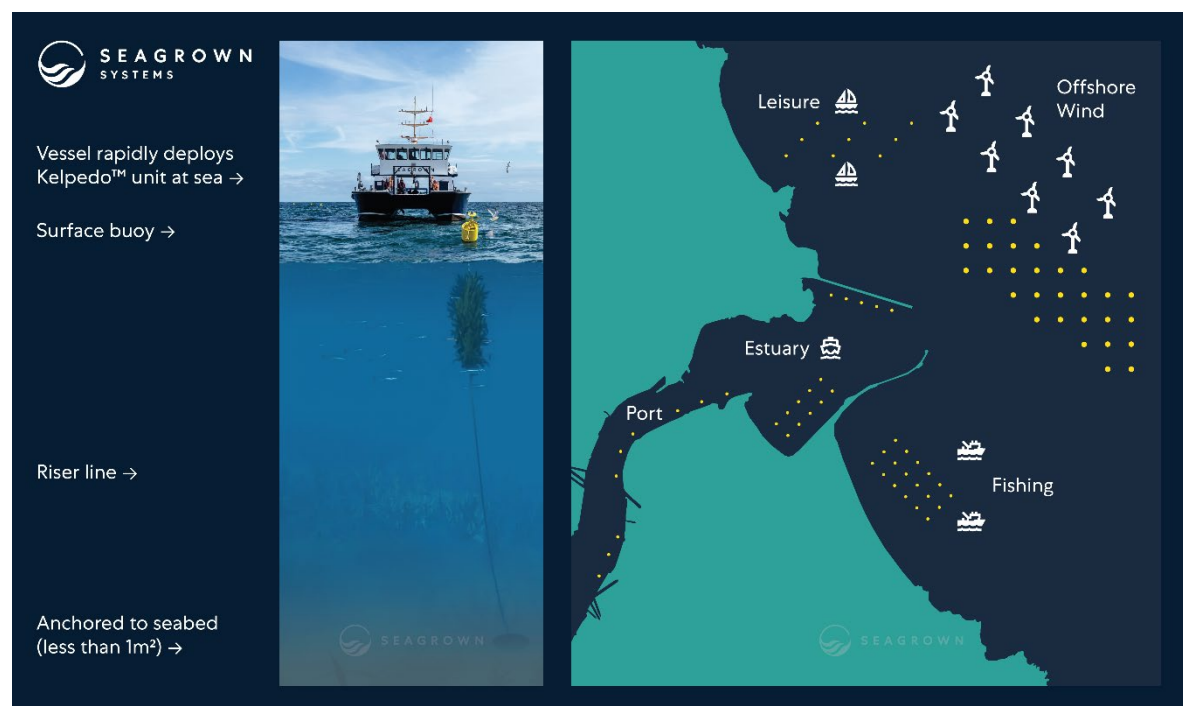 SEAGROWN
SYSTEMS
Vessel rapidly deploys
Kelpedo™ unit at sea →
Surface buoy →
Riser line →
Anchored to seabed
(less than 1m²) →
SEAGROWN
Leisure
Offshore
Wind
Estuary
Port
Fishing
SEAGROWN